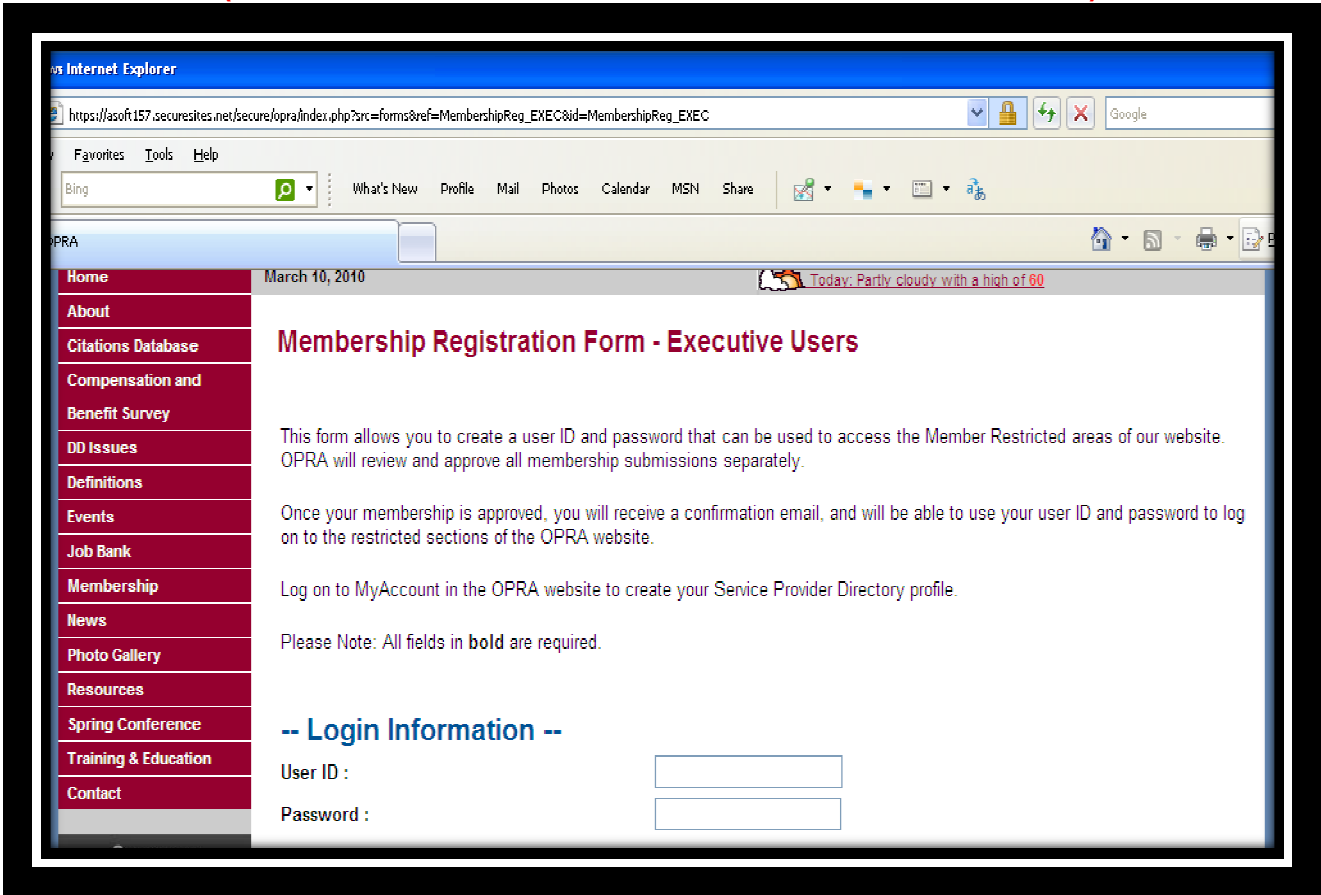 ws Internet Explorer
https://asoft157.securesites.net/secure/opra/index.php?src=forms&ref=MembershipReg_EXEC&id=MembershipReg_EXEC
Google
Favorites Tools Help
Bing
What's New Profile Mail Photos Calendar MSN Share
OPRA
Home
March 10, 2010
Today: Partly cloudy with a high of 60
About
Citations Database
Compensation and
Benefit Survey
DD Issues
Definitions
Events
Job Bank
Membership
News
Photo Gallery
Resources
Spring Conference
Training & Education
Contact
Membership Registration Form - Executive Users
This form allows you to create a user ID and password that can be used to access the Member Restricted areas of our website.
OPRA will review and approve all membership submissions separately.
Once your membership is approved, you will receive a confirmation email, and will be able to use your user ID and password to log
on to the restricted sections of the OPRA website.
Log on to MyAccount in the OPRA website to create your Service Provider Directory profile.
Please Note: All fields in bold are required.
-- Login Information --
User ID :
Password :